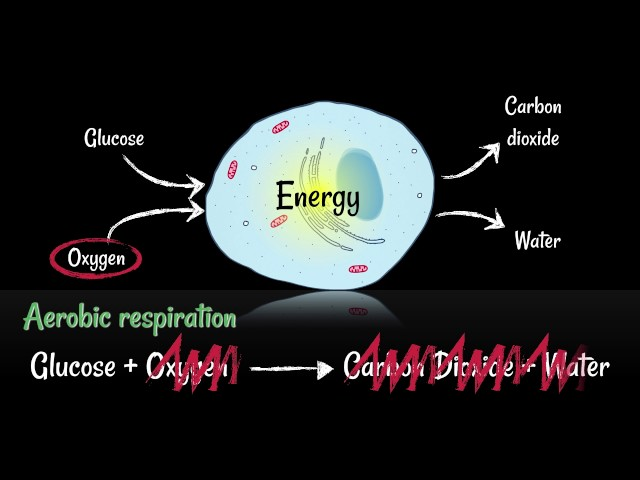 Glucose
Carbon
dioxide
Energy
Oxygen
Water
Aerobic respiration
Glucose + Oxygen → Carbon Dioxide + Water